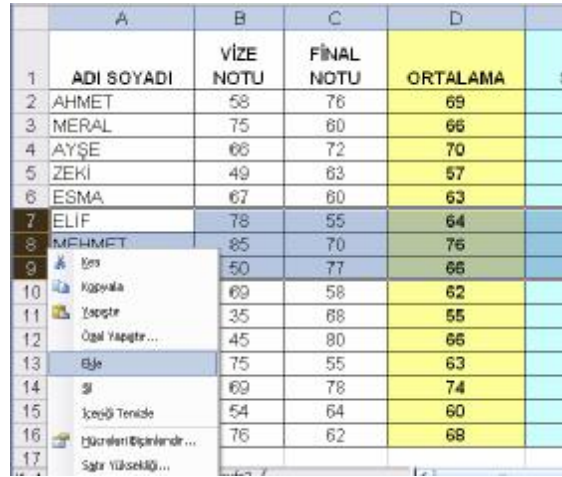 A B C D
1 ADI SOYADI VİZE NOTU FİNAL NOTU ORTALAMA
2 AHMET 58 76 69
3 MERAL 75 60 66
4 AYŞE 66 72 70
5 ZEKİ 49 63 57
6 ESMA 67 60 63
7 ELİF 78 55 64
8 MEHMET 85 70 76
9 Kes 50 77 66
10 Kopyala 69 58 62
11 Yapıştır 35 68 55
12 Özel Yapıştır... 45 80 66
13 Ekle 75 55 63
14 Sil 69 78 74
15 İçeriği Temizle 54 64 60
16 Hücreleri Biçimlendir... 76 62 68
17 Satır Yüksekliği...